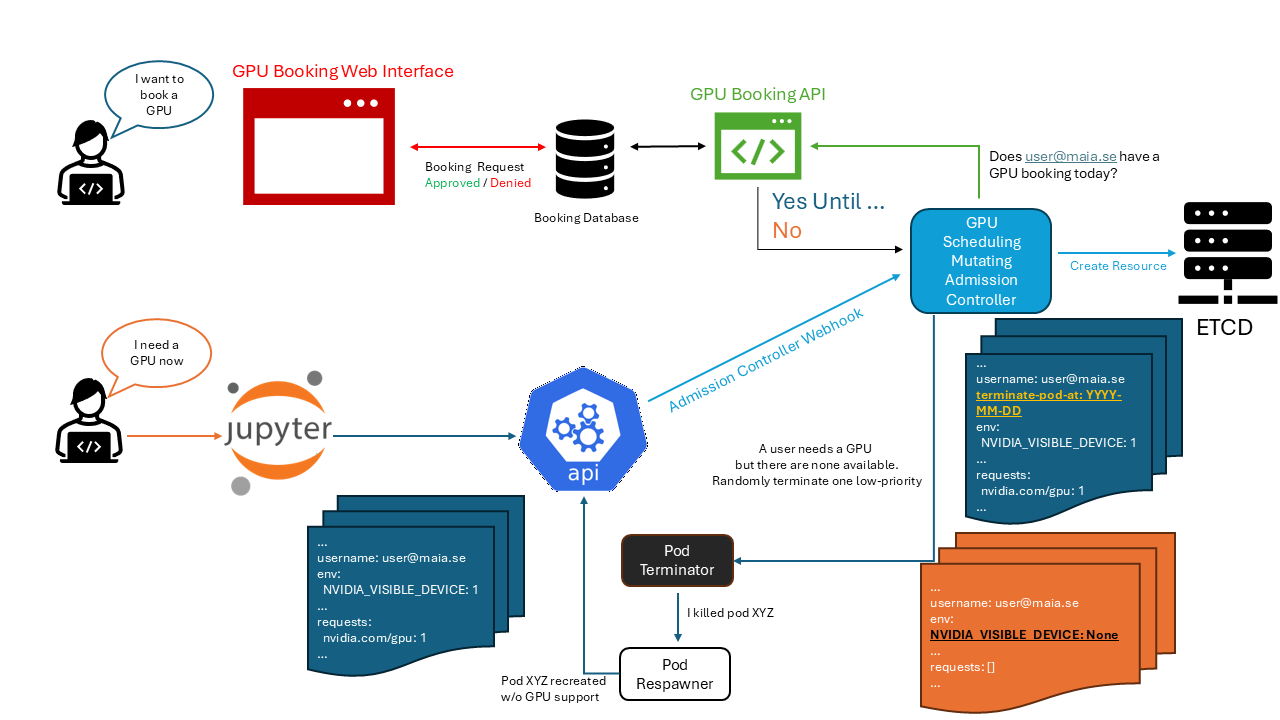 I want to
book a
GPU
GPU Booking Web Interface
Booking Request
Approved / Denied
Booking Database
GPU Booking API
</>
</>
Does user@maia.se have a
GPU booking today?
Yes Until ...
No
GPU
Scheduling
Mutating
Admission
Controller
Create Resource
ETCD
I need a
GPU now
</>
jupyter
api
Admission Controller Webhook
A user needs a GPU
but there are none available.
Randomly terminate one low-priority
...
username: user@maia.se
terminate-pod-at: YYYY-
MM-DD
env:
NVIDIA_VISIBLE_DEVICE: 1
...
requests:
nvidia.com/gpu: 1
...
...
username: user@maia.se
env:
NVIDIA_VISIBLE_DEVICE: 1
...
requests:
nvidia.com/gpu: 1
...
Pod
Terminator
I killed pod XYZ
Pod
Respawner
Pod XYZ recreated
w/o GPU support
...
username: user@maia.se
env:
NVIDIA_VISIBLE_DEVICE: None
...
requests: []
...